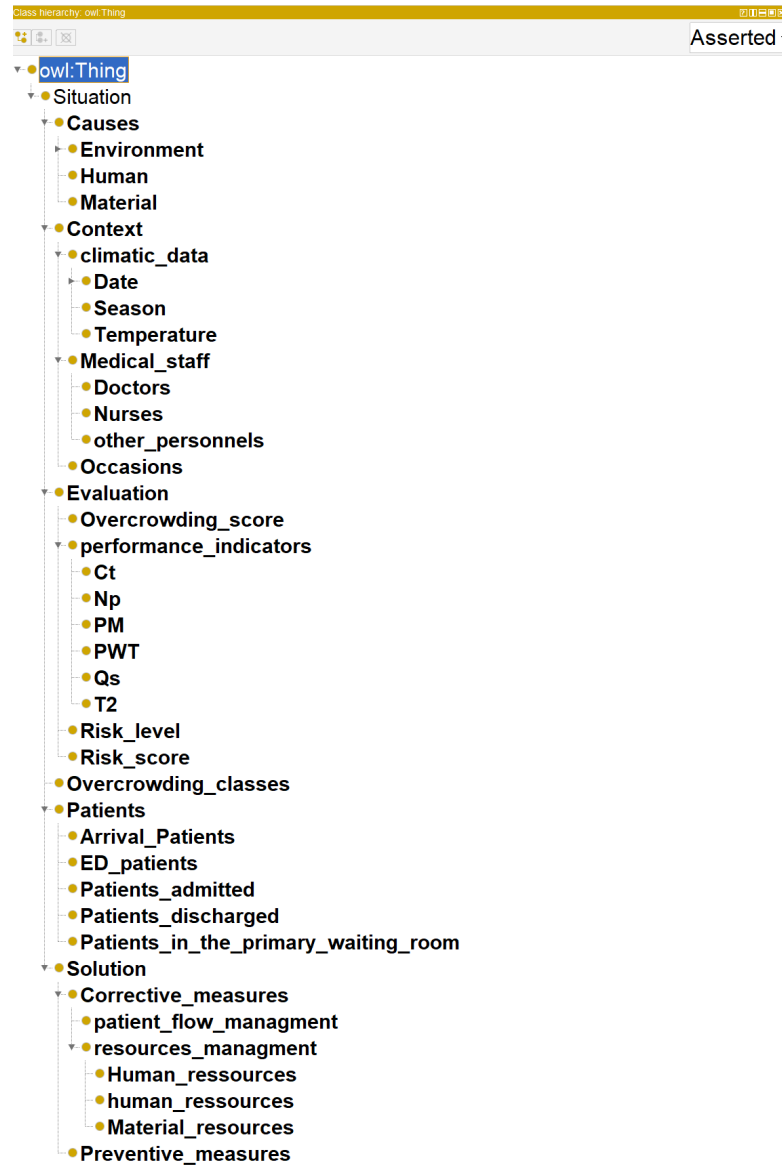 Class hierarchy: owl:Thing
Asserted
owl:Thing
Situation
Causes
Environment
Human
Material
Context
climatic_data
Date
Season
Temperature
Medical_staff
Doctors
Nurses
other_personnels
Occasions
Evaluation
Overcrowding_score
performance_indicators
Ct
Np
PM
PWT
Qs
T2
Risk_level
Risk_score
Overcrowding_classes
Patients
Arrival_Patients
ED_patients
Patients_admitted
Patients_discharged
Patients_in_the_primary_waiting_room
Solution
Corrective_measures
patient_flow_managment
resources_managment
Human_ressources
human_ressources
Material_resources
Preventive_measures